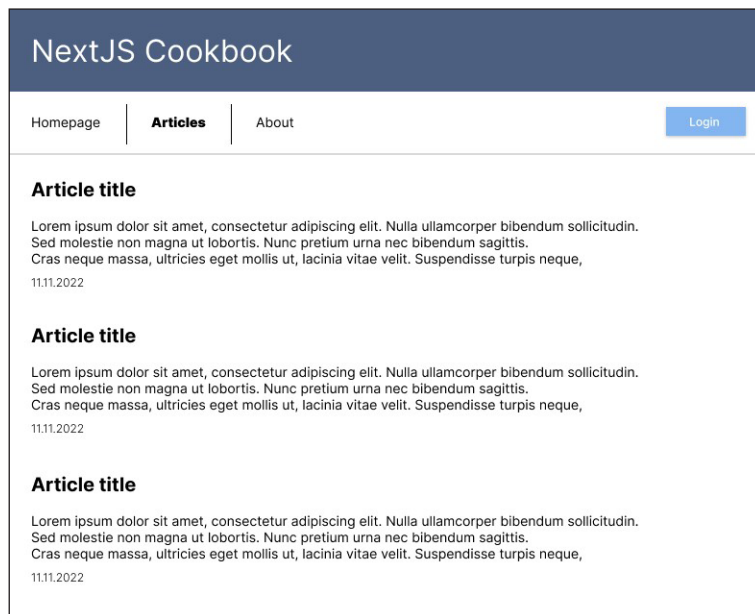 NextJS Cookbook
Homepage
Articles
About
Login
Article title
Lorem ipsum dolor sit amet, consectetur adipiscing elit. Nulla ullamcorper bibendum sollicitudin.
Sed molestie non magna ut lobortis. Nunc pretium urna nec bibendum sagittis.
Cras neque massa, ultricies eget mollis ut, lacinia vitae velit. Suspendisse turpis neque,
11.11.2022
Article title
Lorem ipsum dolor sit amet, consectetur adipiscing elit. Nulla ullamcorper bibendum sollicitudin.
Sed molestie non magna ut lobortis. Nunc pretium urna nec bibendum sagittis.
Cras neque massa, ultricies eget mollis ut, lacinia vitae velit. Suspendisse turpis neque,
11.11.2022
Article title
Lorem ipsum dolor sit amet, consectetur adipiscing elit. Nulla ullamcorper bibendum sollicitudin.
Sed molestie non magna ut lobortis. Nunc pretium urna nec bibendum sagittis.
Cras neque massa, ultricies eget mollis ut, lacinia vitae velit. Suspendisse turpis neque,
11.11.2022